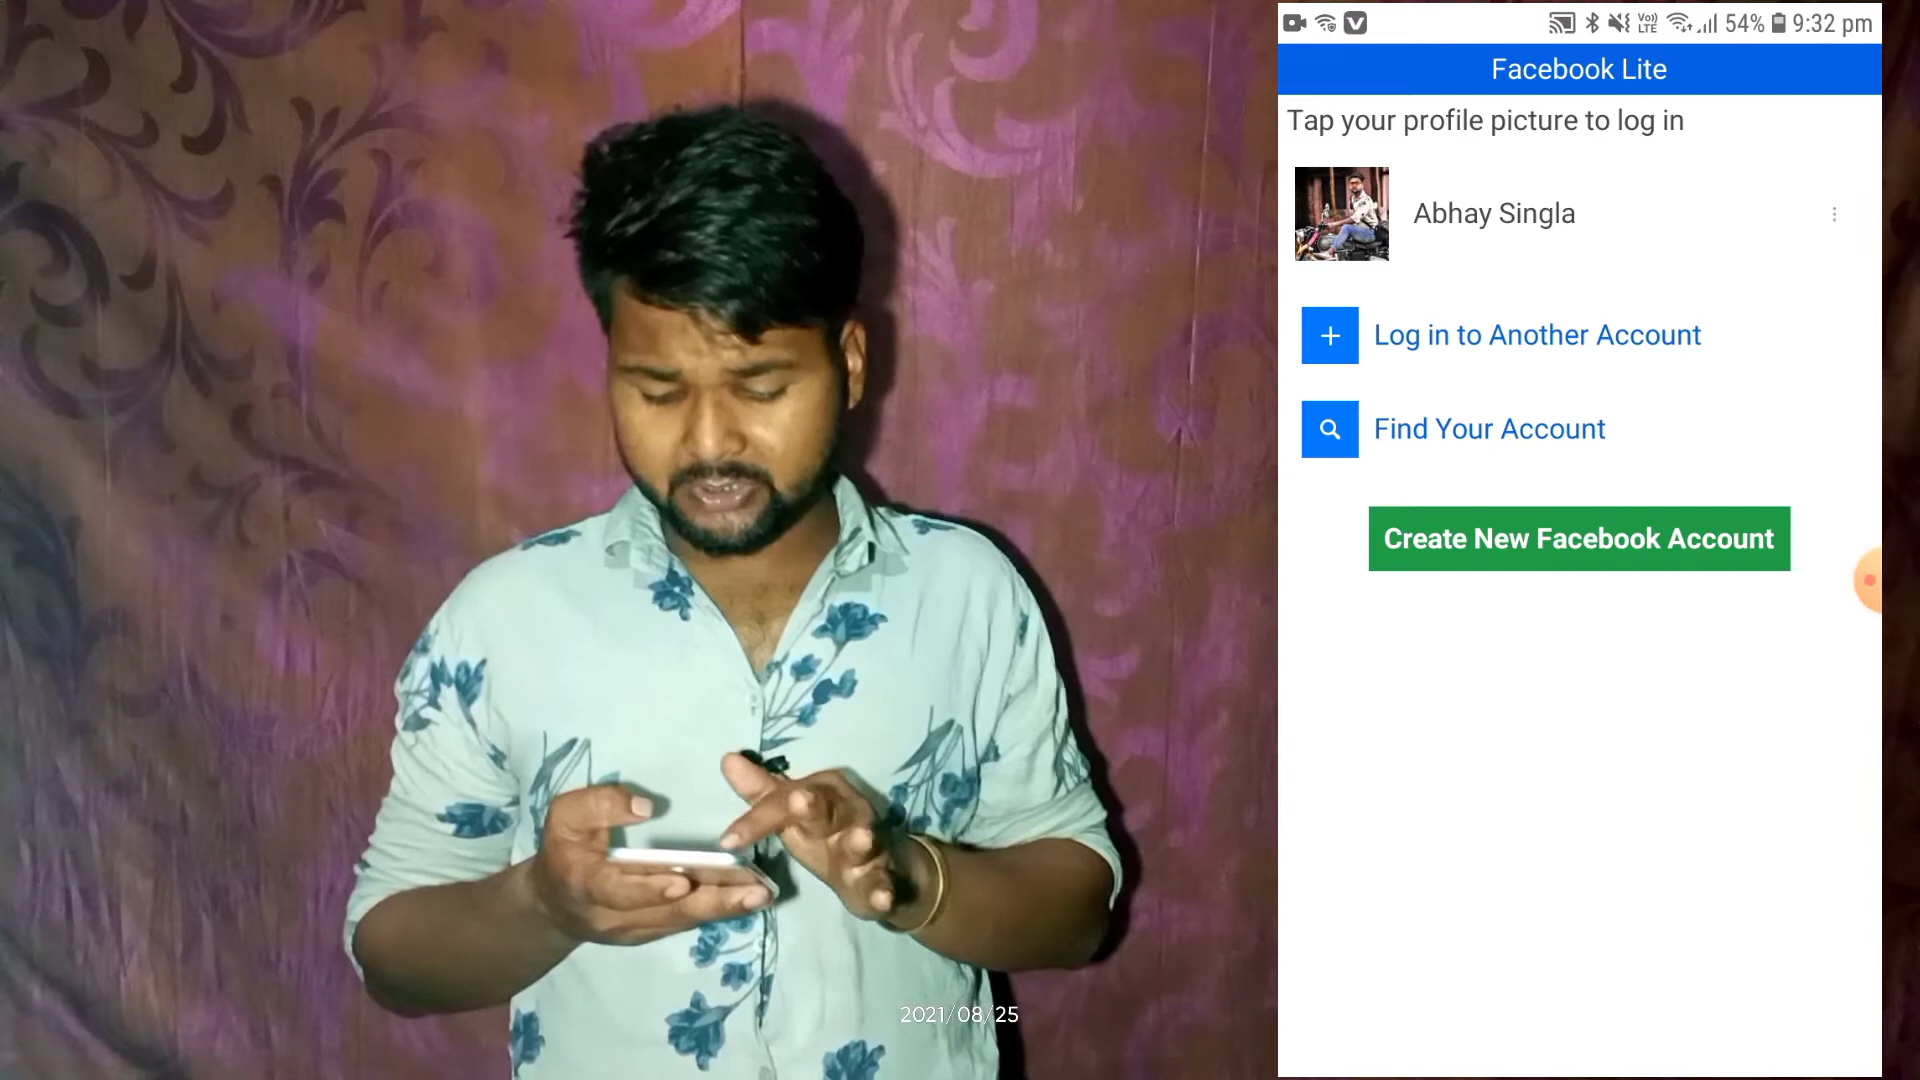 54% 9:32 pm
Facebook Lite
Tap your profile picture to log in
Abhay Singla
Log in to Another Account
Find Your Account
Create New Facebook Account
2021/08/25